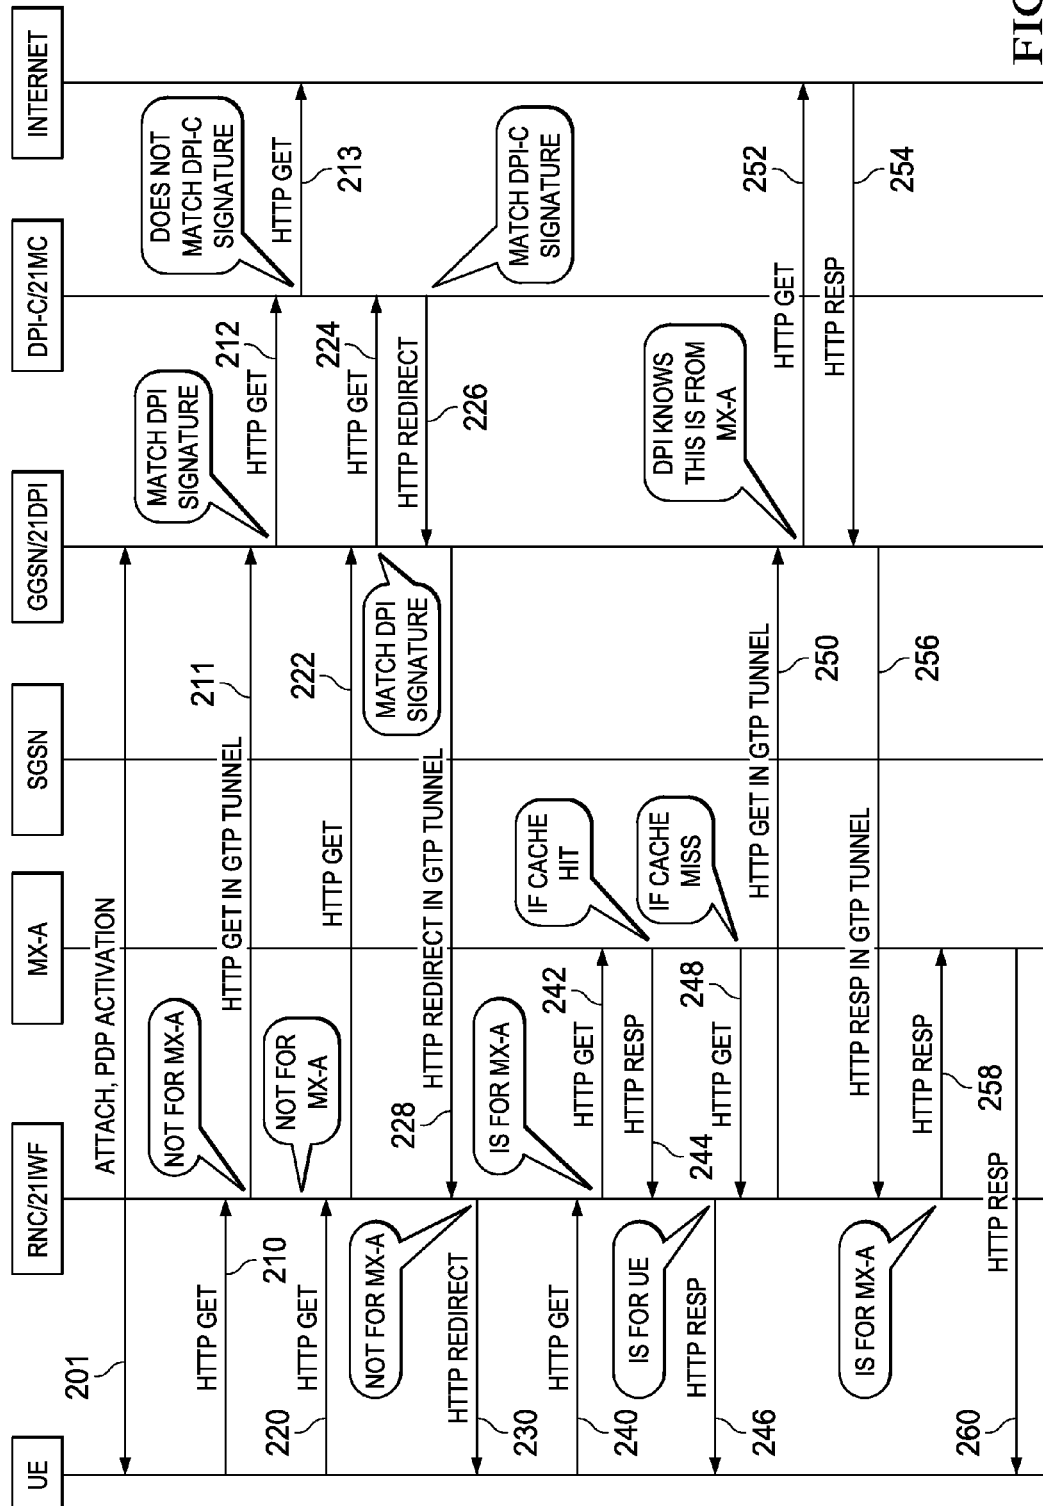 UE
RNC/21IWF
MX-A
SGSN
GGSN/21DPI
DPI-C/21MC
INTERNET
201
ATTACH, PDP ACTIVATION
HTTP GET
210
NOT FOR MX-A
HTTP GET IN GTP TUNNEL
211
MATCH DPI
SIGNATURE
HTTP GET
212
DOES NOT
MATCH DPI-C
SIGNATURE
HTTP GET
213
220
HTTP GET
NOT FOR
MX-A
HTTP GET
222
MATCH DPI
SIGNATURE
HTTP GET
224
HTTP REDIRECT
226
MATCH DPI-C
SIGNATURE
228
HTTP REDIRECT IN GTP TUNNEL
NOT FOR MX-A
HTTP REDIRECT
230
HTTP GET
240
IS FOR MX-A
HTTP GET
242
IF CACHE
HIT
HTTP RESP
244
IS FOR UE
HTTP RESP
246
IF CACHE
MISS
HTTP GET
248
HTTP GET IN GTP TUNNEL
250
DPI KNOWS
THIS IS FROM
MX-A
HTTP GET
252
HTTP RESP
254
HTTP RESP IN GTP TUNNEL
256
IS FOR MX-A
HTTP RESP
258
HTTP RESP
260